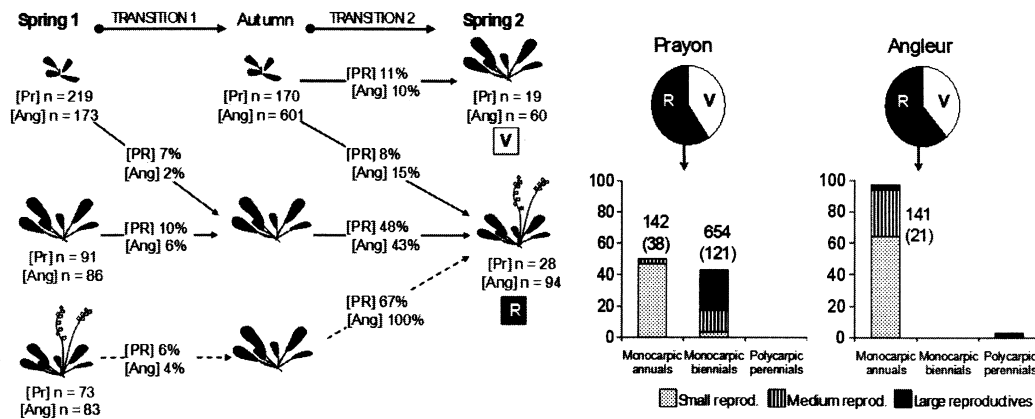 Spring 1 TRANSITION 1 Autumn TRANSITION 2 Spring 2
[Pr] n = 219
[Ang] n = 173
[Pr] n = 170
[Ang] n = 601
[PR] 11%
[Ang] 10%
[Pr] n = 19
[Ang] n = 60
V
[PR] 7%
[Ang] 2%
[PR] 8%
[Ang] 15%
[Pr] n = 91
[Ang] n = 86
[PR] 10%
[Ang] 6%
[PR] 48%
[Ang] 43%
[Pr] n = 28
[Ang] n = 94
R
[PR] 67%
[Ang] 100%
[PR] 6%
[Ang] 4%
[Pr] n = 73
[Ang] n = 83
Prayon
R V
100
80
60
40
20
0
142
(38)
654
(121)
Monocarpic annuals
Monocarpic biennials
Polycarpic perennials
Angleur
R V
100
80
60
40
20
0
141
(21)
Monocarpic annuals
Monocarpic biennials
Polycarpic perennials
Small reprod. Medium reprod. Large reproductives